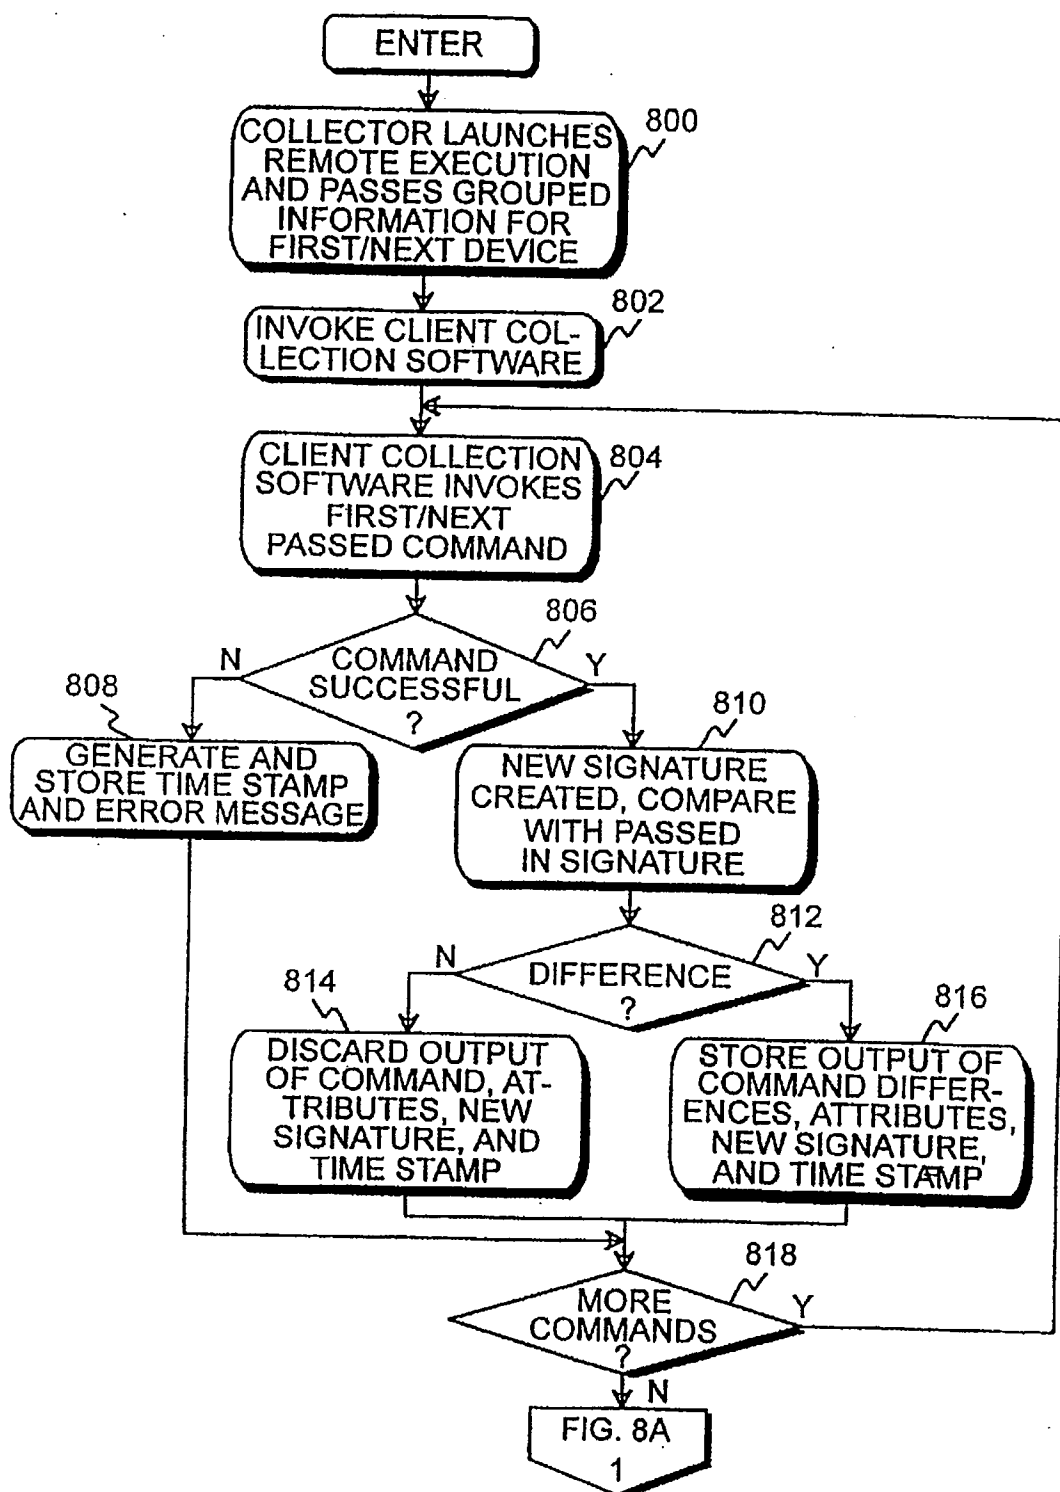 ENTER
800
COLLECTOR LAUNCHES
REMOTE EXECUTION
AND PASSES GROUPED
INFORMATION FOR
FIRST/NEXT DEVICE
802
INVOKE CLIENT COL-
LECTION SOFTWARE
804
CLIENT COLLECTION
SOFTWARE INVOKES
FIRST/NEXT
PASSED COMMAND
806
N
COMMAND
SUCCESSFUL
?
Y
808
GENERATE AND
STORE TIME STAMP
AND ERROR MESSAGE
810
NEW SIGNATURE
CREATED, COMPARE
WITH PASSED
IN SIGNATURE
812
N
DIFFERENCE
?
Y
814
DISCARD OUTPUT
OF COMMAND, AT-
TRIBUTES, NEW
SIGNATURE, AND
TIME STAMP
816
STORE OUTPUT OF
COMMAND DIFFER-
ENCES, ATTRIBUTES,
NEW SIGNATURE,
AND TIME STAMP
818
MORE
COMMANDS
?
Y
N
FIG. 8A
1